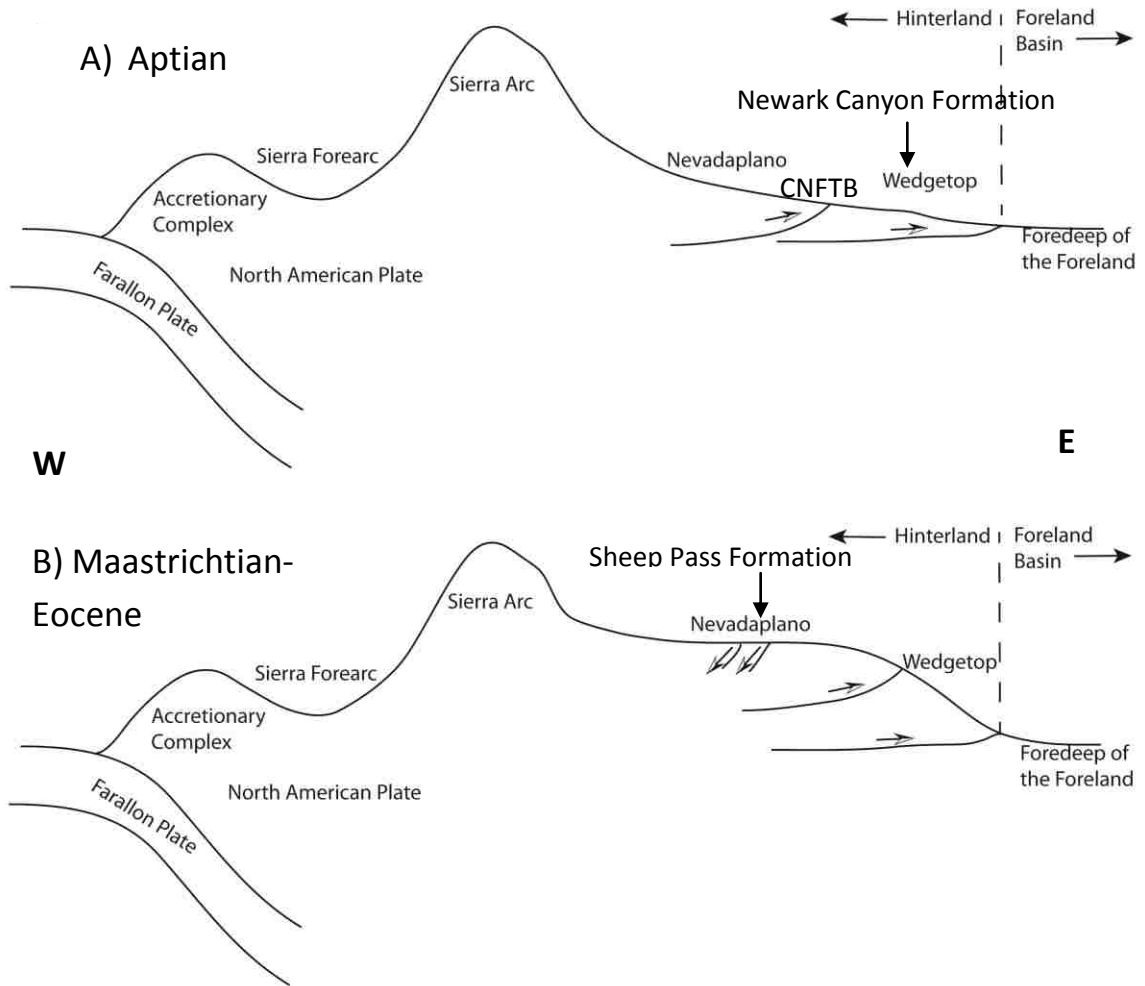 Hinterland
Foreland
Basin
A) Aptian
Sierra Arc
Newark Canyon Formation
Sierra Forearc
Nevadaplano
Wedgetop
CNFTB
Accretionary
Complex
Foredeep of
the Foreland
North American Plate
Farallon Plate
W
E
Hinterland
Foreland
Basin
B) Maastrichtian-
Eocene
Sheep Pass Formation
Sierra Arc
Nevadaplano
Sierra Forearc
Wedgetop
Accretionary
Complex
Foredeep of
the Foreland
North American Plate
Farallon Plate